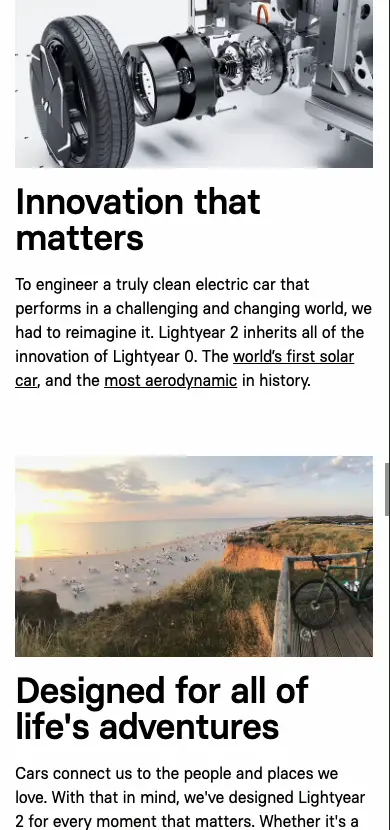 Innovation that
matters
To engineer a truly clean electric car that
performs in a challenging and changing world, we
had to reimagine it. Lightyear 2 inherits all of the
innovation of Lightyear 0. The world’s first solar
car, and the most aerodynamic in history.
Designed for all of
life's adventures
Cars connect us to the people and places we
love. With that in mind, we've designed Lightyear
2 for every moment that matters. Whether it's a